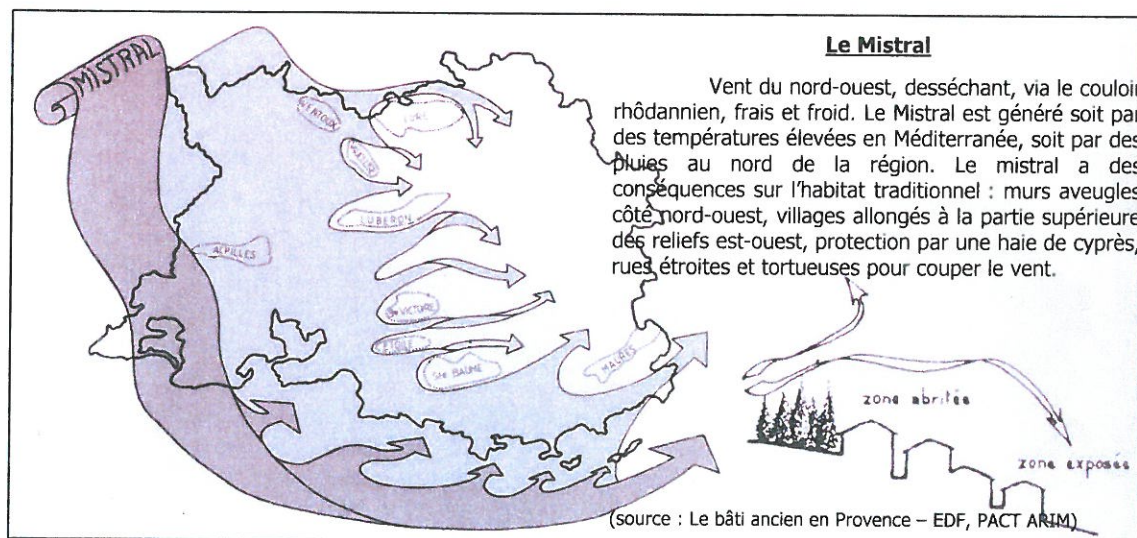 Le Mistral
Vent du nord-ouest, desséchant, via le couloir
rhôdannien, frais et froid. Le Mistral est généré soit par
des températures élevées en Méditerranée, soit par des
pluies au nord de la région. Le mistral a des
conséquences sur l'habitat traditionnel : murs aveugles
côté nord-ouest, villages allongés à la partie supérieure
des reliefs est-ouest, protection par une haie de cyprès,
rues étroites et tortueuses pour couper le vent.
MISTRAL
LURE
LUBERON
ALPILLES
Ste VICTOIRE
ETOILE
Ste BAUME
MAURES
zone abritée
zone exposée
(source : Le bâti ancien en Provence – EDF, PACT ARIM)